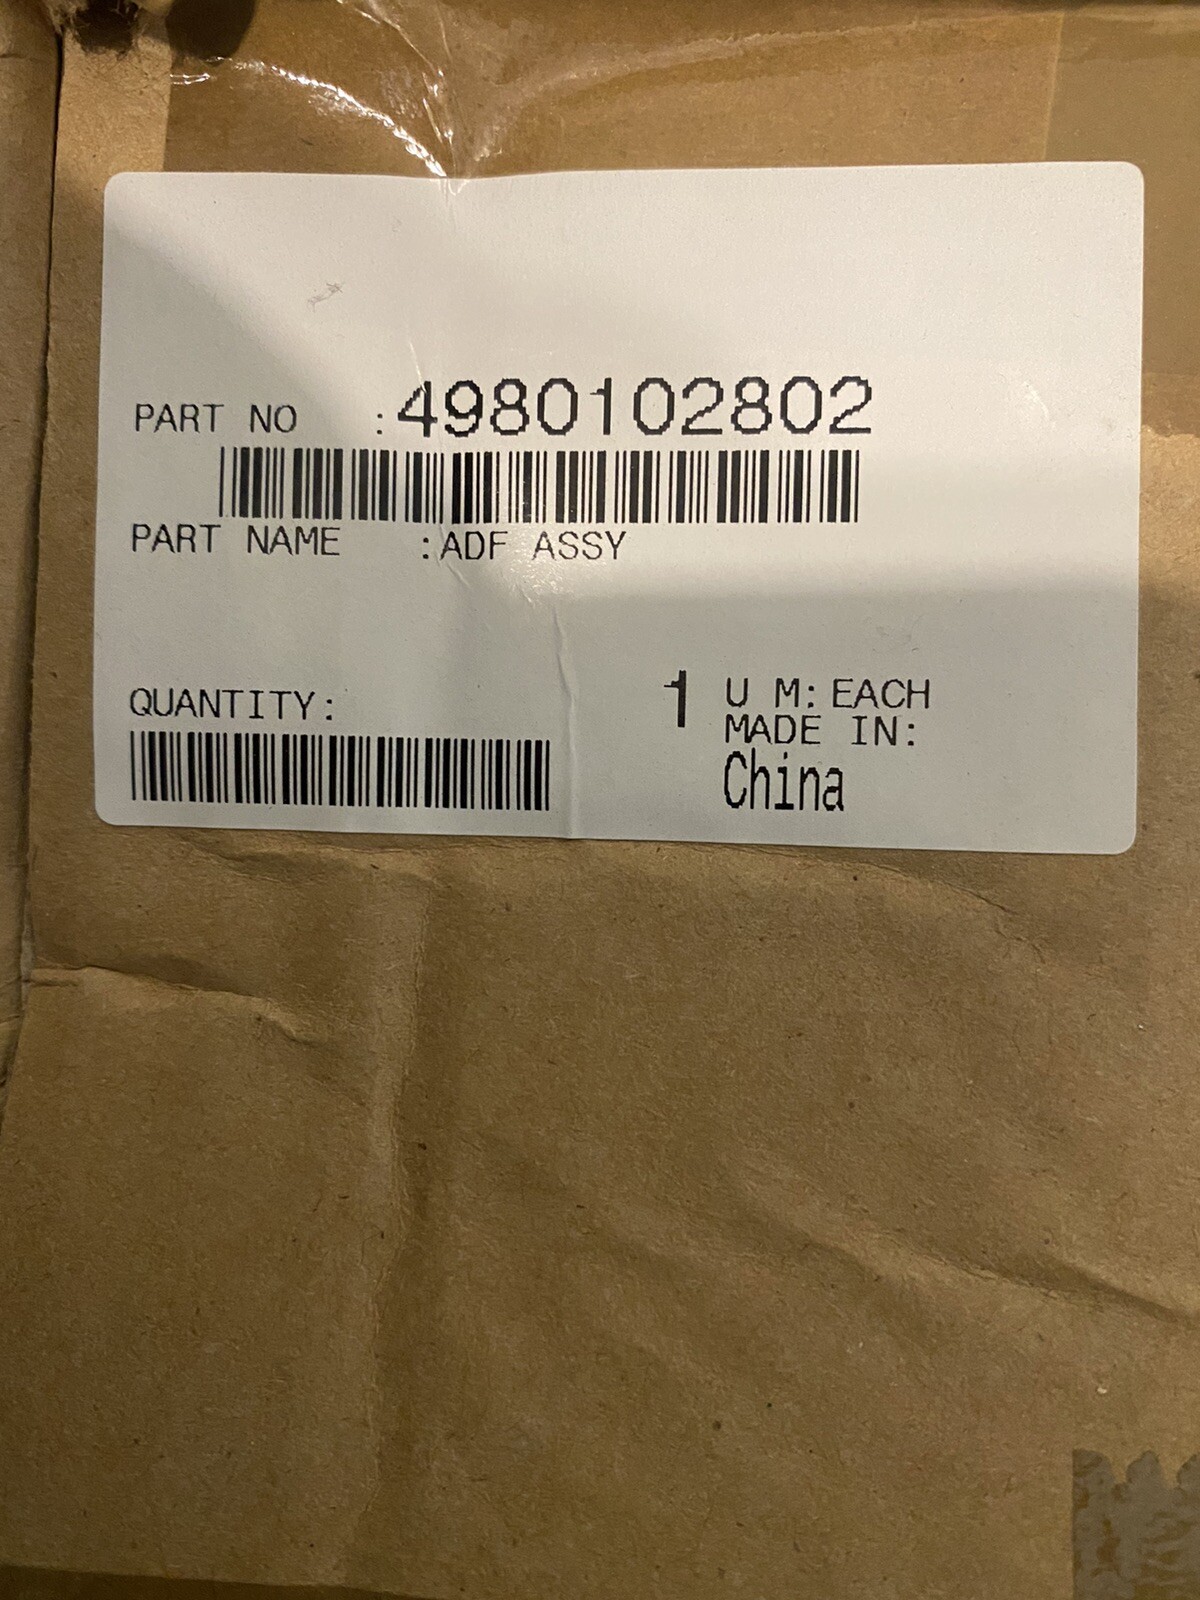 PART NO :4980102802
PART NAME :ADF ASSY
QUANTITY: 1 U M: EACH
MADE IN:
China